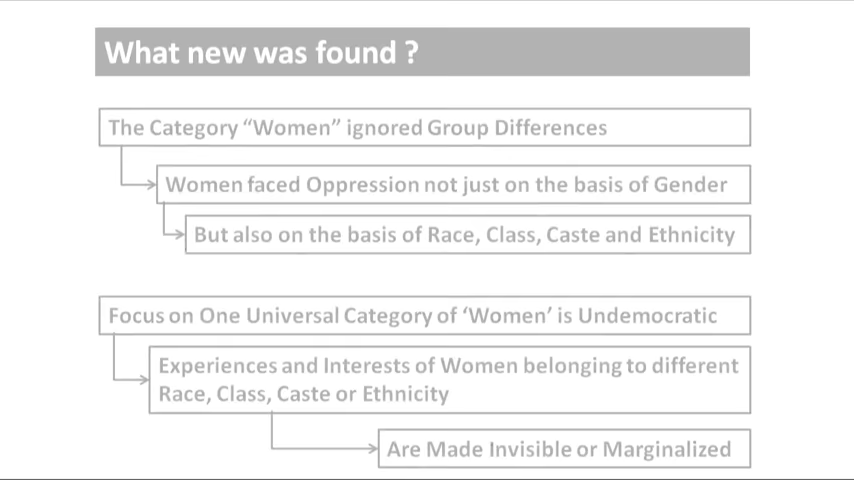 What new was found ?
The Category “Women” ignored Group Differences
Women faced Oppression not just on the basis of Gender
But also on the basis of Race, Class, Caste and Ethnicity
Focus on One Universal Category of ‘Women’ is Undemocratic
Experiences and Interests of Women belonging to different
Race, Class, Caste or Ethnicity
Are Made Invisible or Marginalized